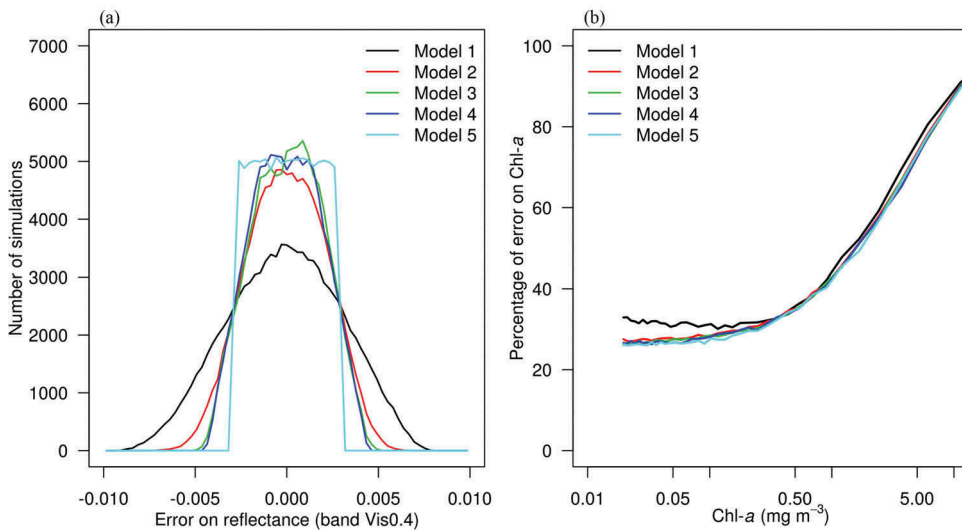 (a)
7000
6000
5000
4000
3000
2000
1000
0
Number of simulations
-0.010
-0.005
0.000
0.005
0.010
Error on reflectance (band Vis0.4)
Model 1
Model 2
Model 3
Model 4
Model 5
(b)
100
80
60
40
20
0
Percentage of error on Chl-a
0.01
0.05
0.50
5.00
Chl-a (mg m⁻³)
Model 1
Model 2
Model 3
Model 4
Model 5